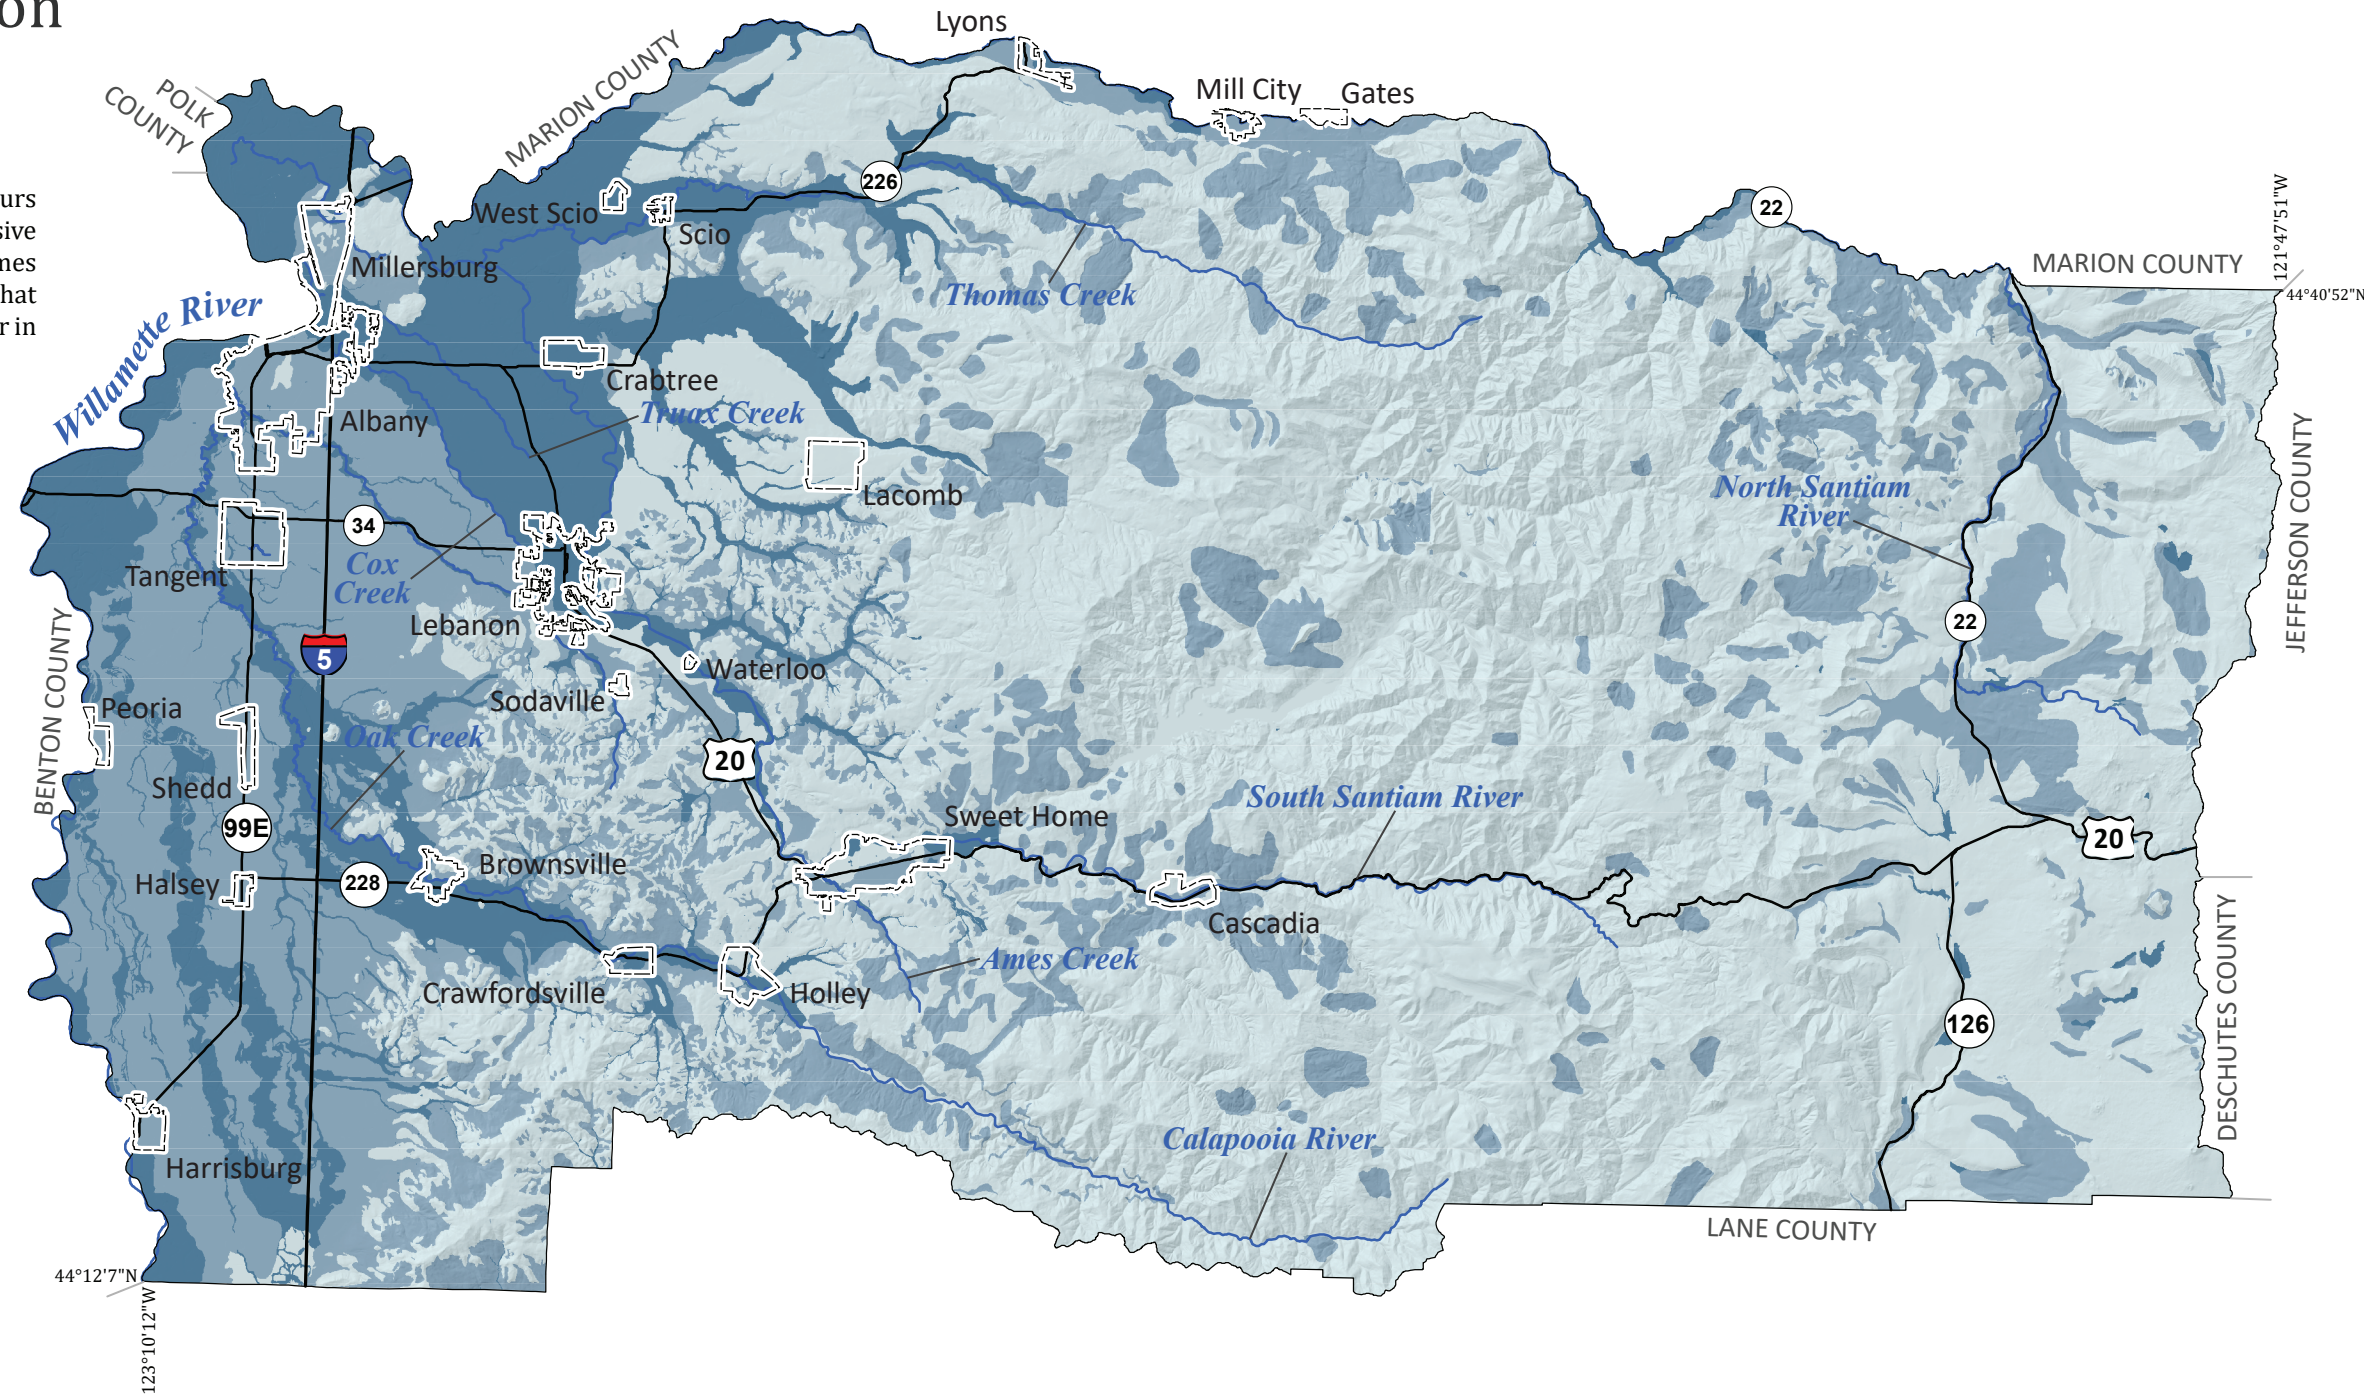 on
urs
sive
mes
hat
r in
Lyons
Mill City
Gates
POLK
COUNTY
MARION COUNTY
226
West Scio
Scio
22
MARION COUNTY
121°47'51"W
44°40'52"N
Millersburg
Thomas Creek
Willamette River
Crabtree
Truax Creek
Albany
Lacomb
North Santiam
River
JEFFERSON COUNTY
34
Cox
Creek
Tangent
Lebanon
22
5
BENTON COUNTY
Waterloo
Sodaville
Peoria
Oak Creek
20
Shedd
South Santiam River
Sweet Home
99E
20
Brownsville
Halsey
228
Cascadia
DESCHUTES COUNTY
Ames Creek
Crawfordsville
Holley
126
Calapooia River
Harrisburg
LANE COUNTY
44°12'7"N
123°10'12"W